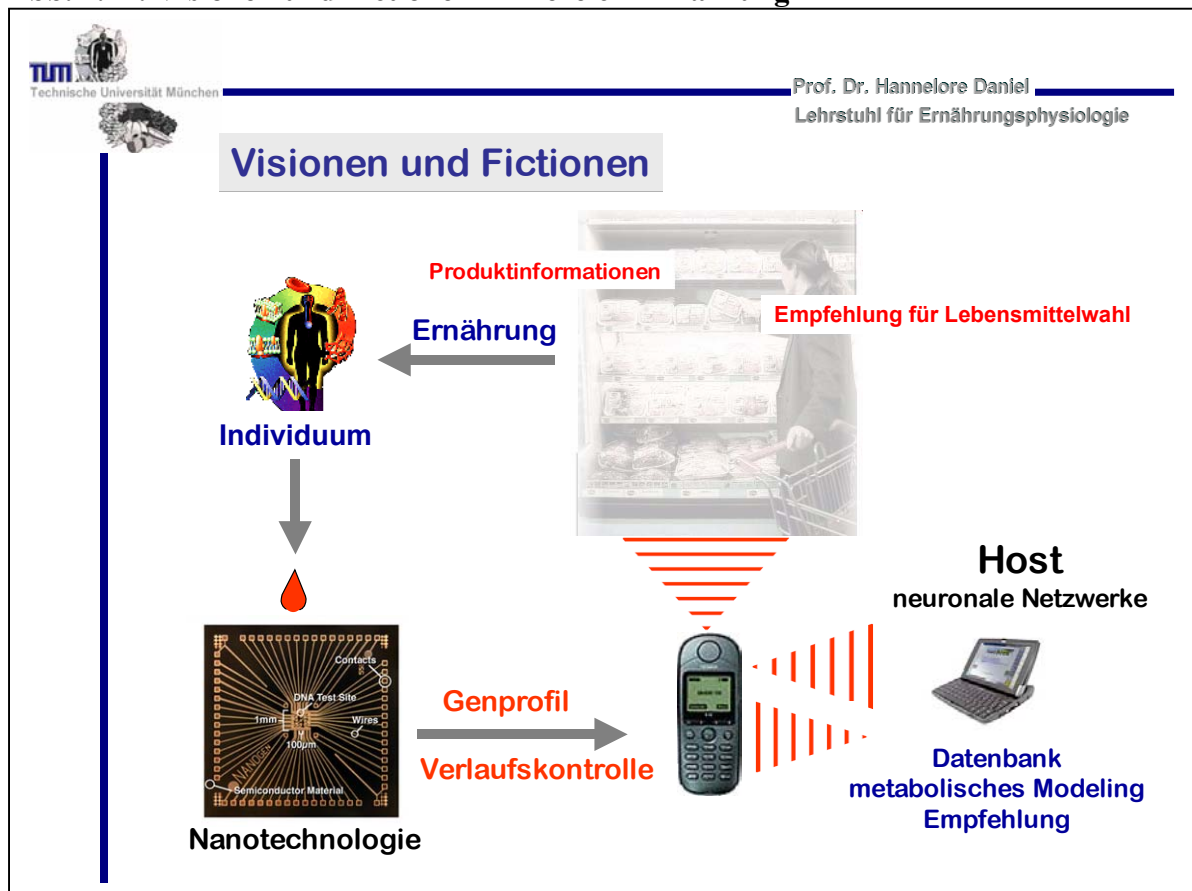 TUM
Technische Universität München
Prof. Dr. Hannelore Daniel
Lehrstuhl für Ernährungsphysiologie
Visionen und Fictionen
Produktinformationen
Empfehlung für Lebensmittelwahl
Ernährung
Individuum
Host
neuronale Netzwerke
Contacts
DNA Test Site
1mm
Wires
100µm
NANOGEN
Semiconductor Material
Genprofil
Verlaufskontrolle
Datenbank
metabolisches Modeling
Empfehlung
Nanotechnologie